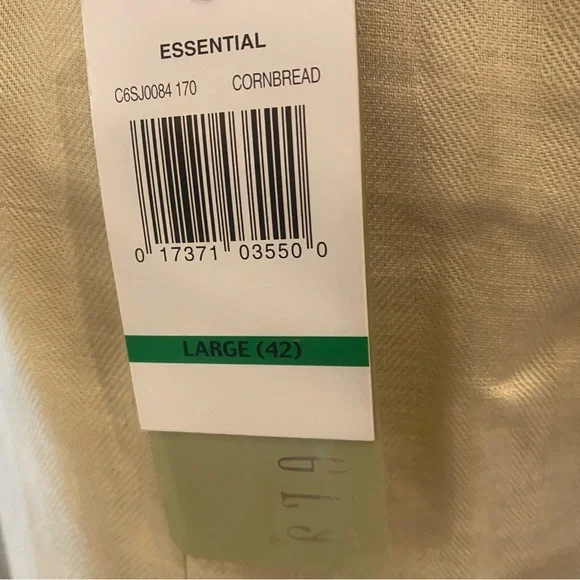 ESSENTIAL
C6SJ0084 170 CORNBREAD
0 17371 03550 0
LARGE (42)